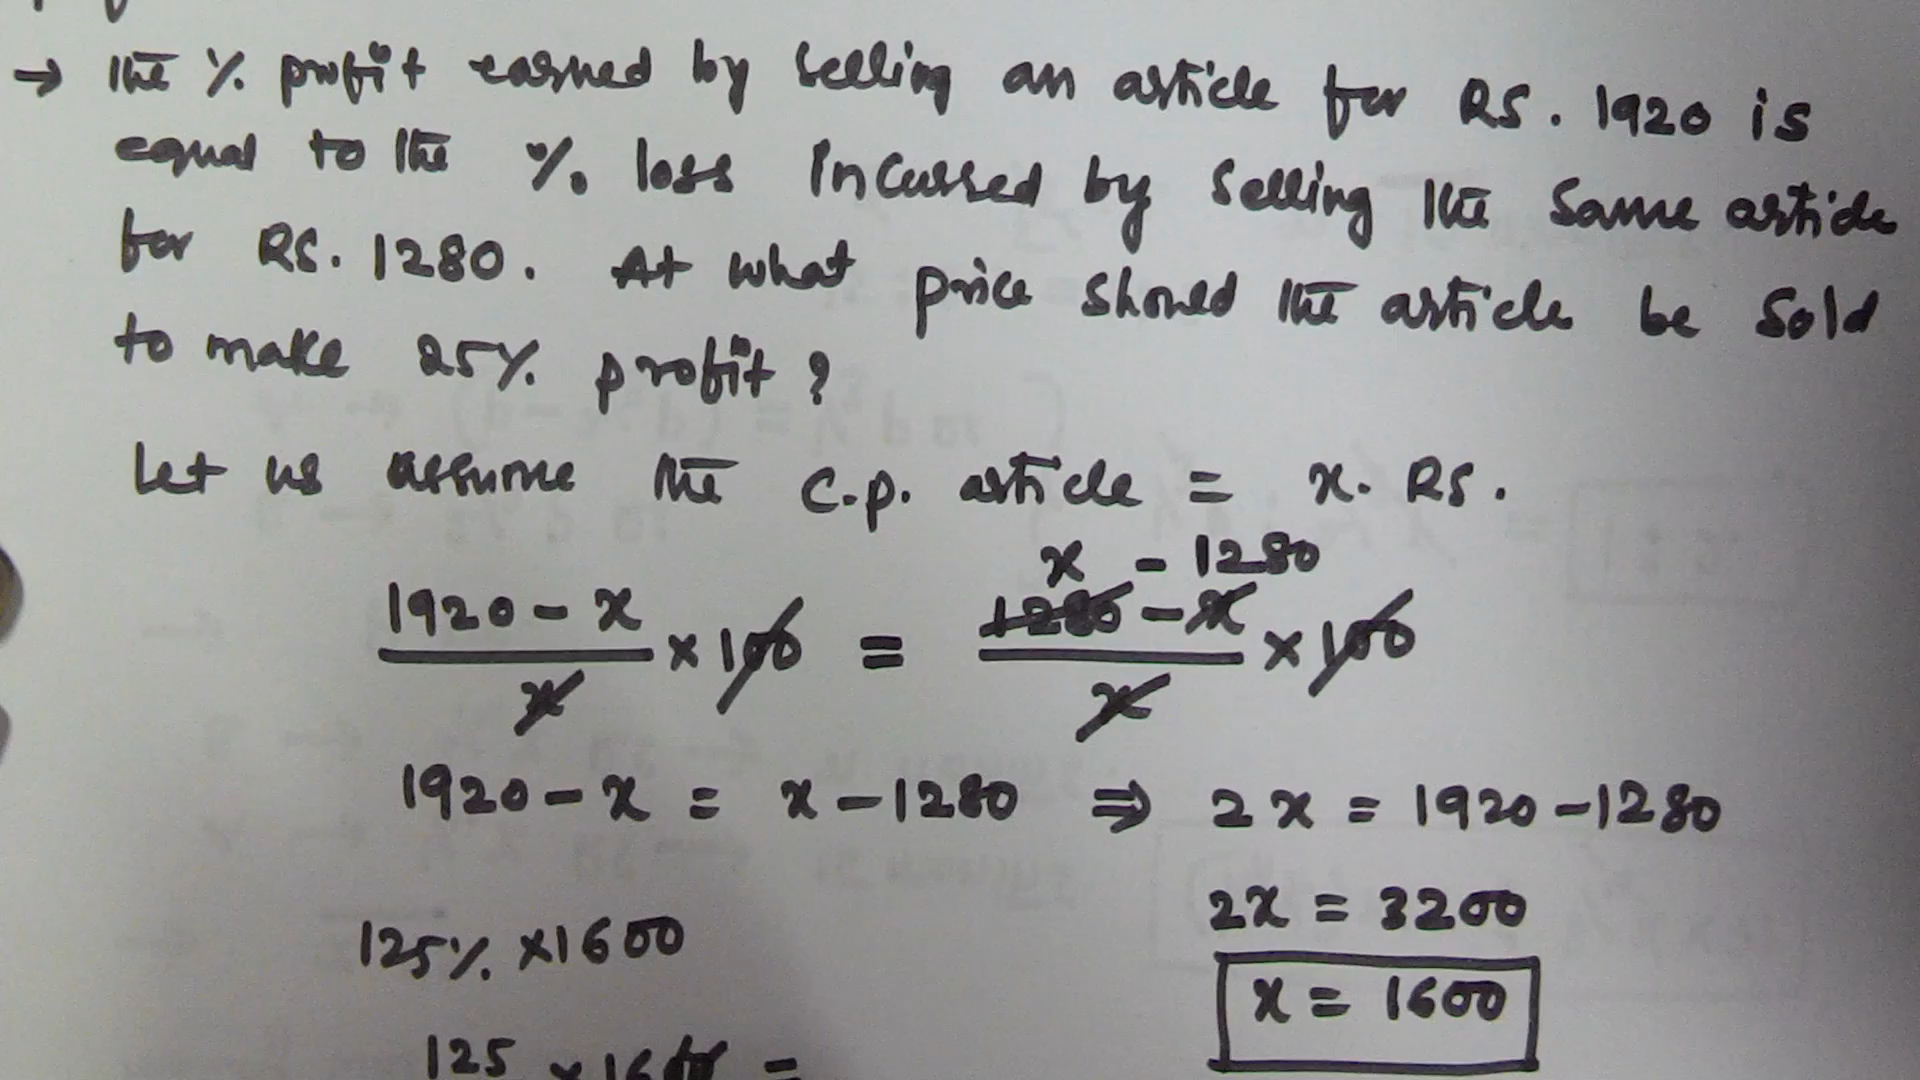 → The % profit earned by selling an article for RS. 1920 is
equal to the % loss incurred by selling the same article
for RS. 1280. At what price should the article be sold
to make 25% profit?
Let us assume the C.P. article = x. RS.
x - 1280
1920 - x / x × 100 = 1280 - x / x × 100
1920 - x = x - 1280 ⇒ 2x = 1920 - 1280
2x = 3200
125% × 1600
x = 1600
125 × 1600 =